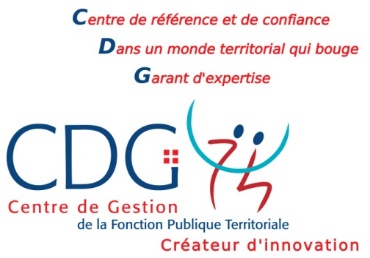 Centre de référence et de confiance
Dans un monde territorial qui bouge
Garant d'expertise
CDG 74
Centre de Gestion
de la Fonction Publique Territoriale
Créateur d'innovation